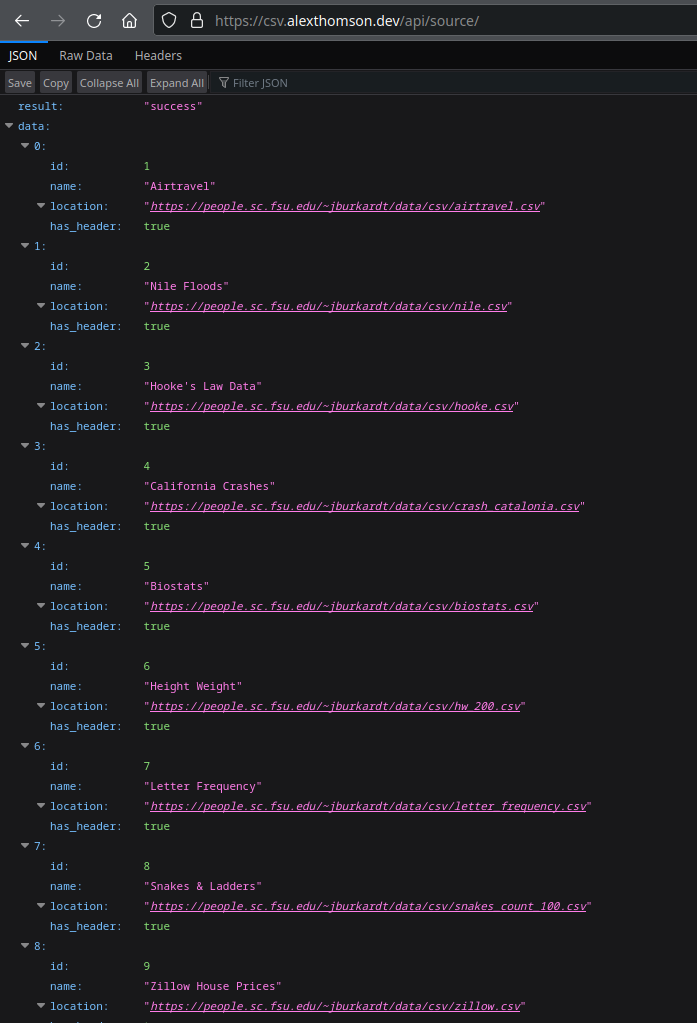 https://csv.alexthomson.dev/api/source/
JSON Raw Data Headers
Save Copy Collapse All Expand All Filter JSON
result: "success"
data:
0:
id: 1
name: "Airtravel"
location: "https://people.sc.fsu.edu/~jburkardt/data/csv/airtravel.csv"
has_header: true
1:
id: 2
name: "Nile Floods"
location: "https://people.sc.fsu.edu/~jburkardt/data/csv/nile.csv"
has_header: true
2:
id: 3
name: "Hooke's Law Data"
location: "https://people.sc.fsu.edu/~jburkardt/data/csv/hooke.csv"
has_header: true
3:
id: 4
name: "California Crashes"
location: "https://people.sc.fsu.edu/~jburkardt/data/csv/crash_catalonia.csv"
has_header: true
4:
id: 5
name: "Biostats"
location: "https://people.sc.fsu.edu/~jburkardt/data/csv/biostats.csv"
has_header: true
5:
id: 6
name: "Height Weight"
location: "https://people.sc.fsu.edu/~jburkardt/data/csv/hw_200.csv"
has_header: true
6:
id: 7
name: "Letter Frequency"
location: "https://people.sc.fsu.edu/~jburkardt/data/csv/letter_frequency.csv"
has_header: true
7:
id: 8
name: "Snakes & Ladders"
location: "https://people.sc.fsu.edu/~jburkardt/data/csv/snakes_count_100.csv"
has_header: true
8:
id: 9
name: "Zillow House Prices"
location: "https://people.sc.fsu.edu/~jburkardt/data/csv/zillow.csv"